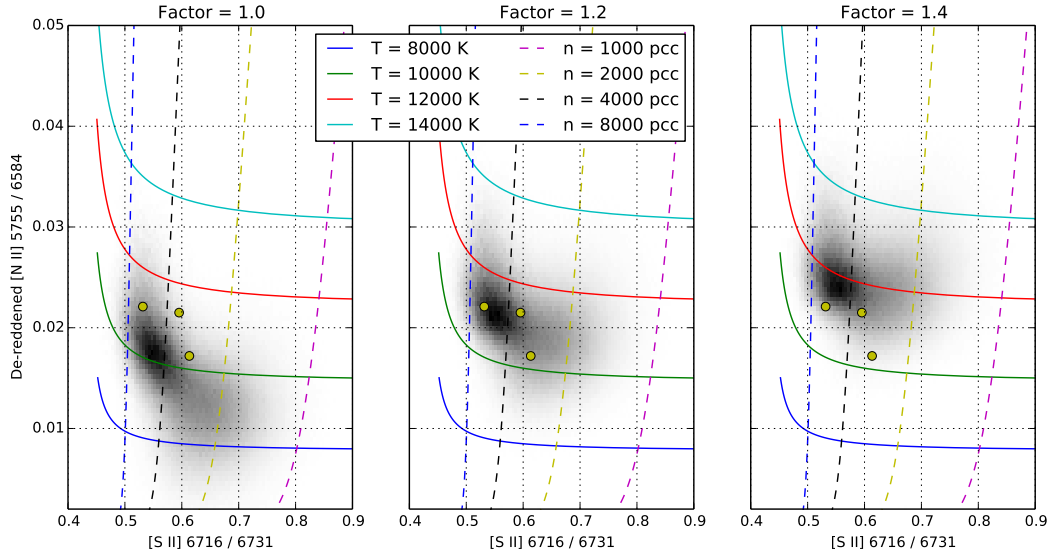 Factor = 1.0
Factor = 1.2
Factor = 1.4
De-reddened [N II] 5755 / 6584
0.05
0.04
0.03
0.02
0.01
T = 8000 K
T = 10000 K
T = 12000 K
T = 14000 K
n = 1000 pcc
n = 2000 pcc
n = 4000 pcc
n = 8000 pcc
0.4 0.5 0.6 0.7 0.8 0.9
0.4 0.5 0.6 0.7 0.8 0.9
0.4 0.5 0.6 0.7 0.8 0.9
[S II] 6716 / 6731
[S II] 6716 / 6731
[S II] 6716 / 6731